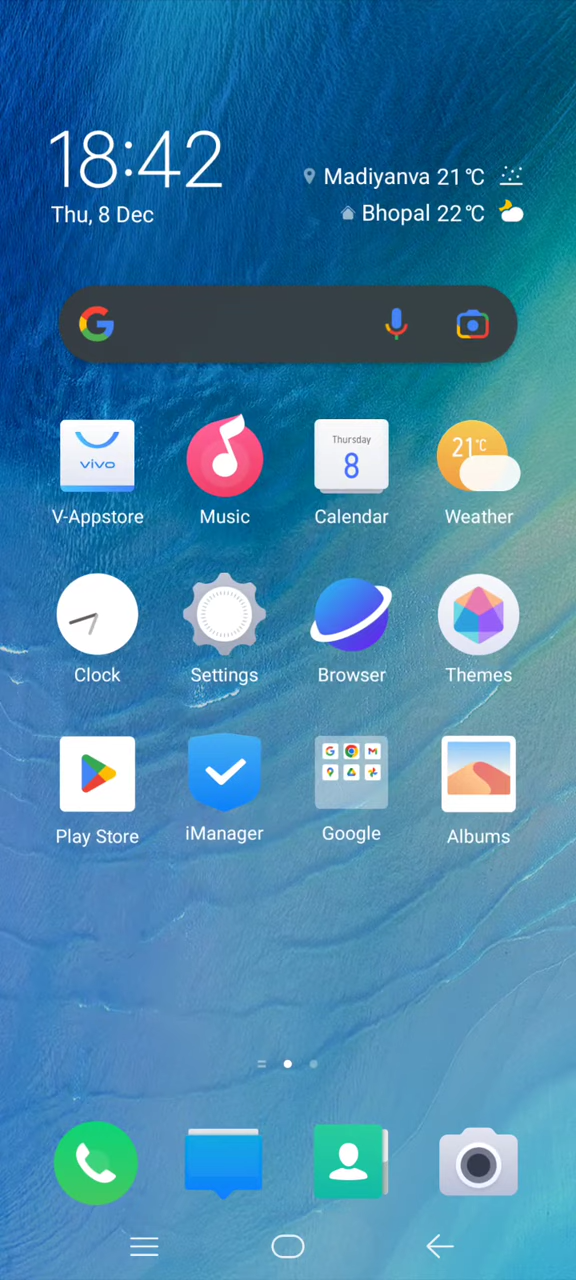 18:42
Madiyanva 21℃
Thu, 8 Dec
Bhopal 22℃
vivo
Thursday
8
21℃
V-Appstore
Music
Calendar
Weather
Clock
Settings
Browser
Themes
Play Store
iManager
Google
Albums